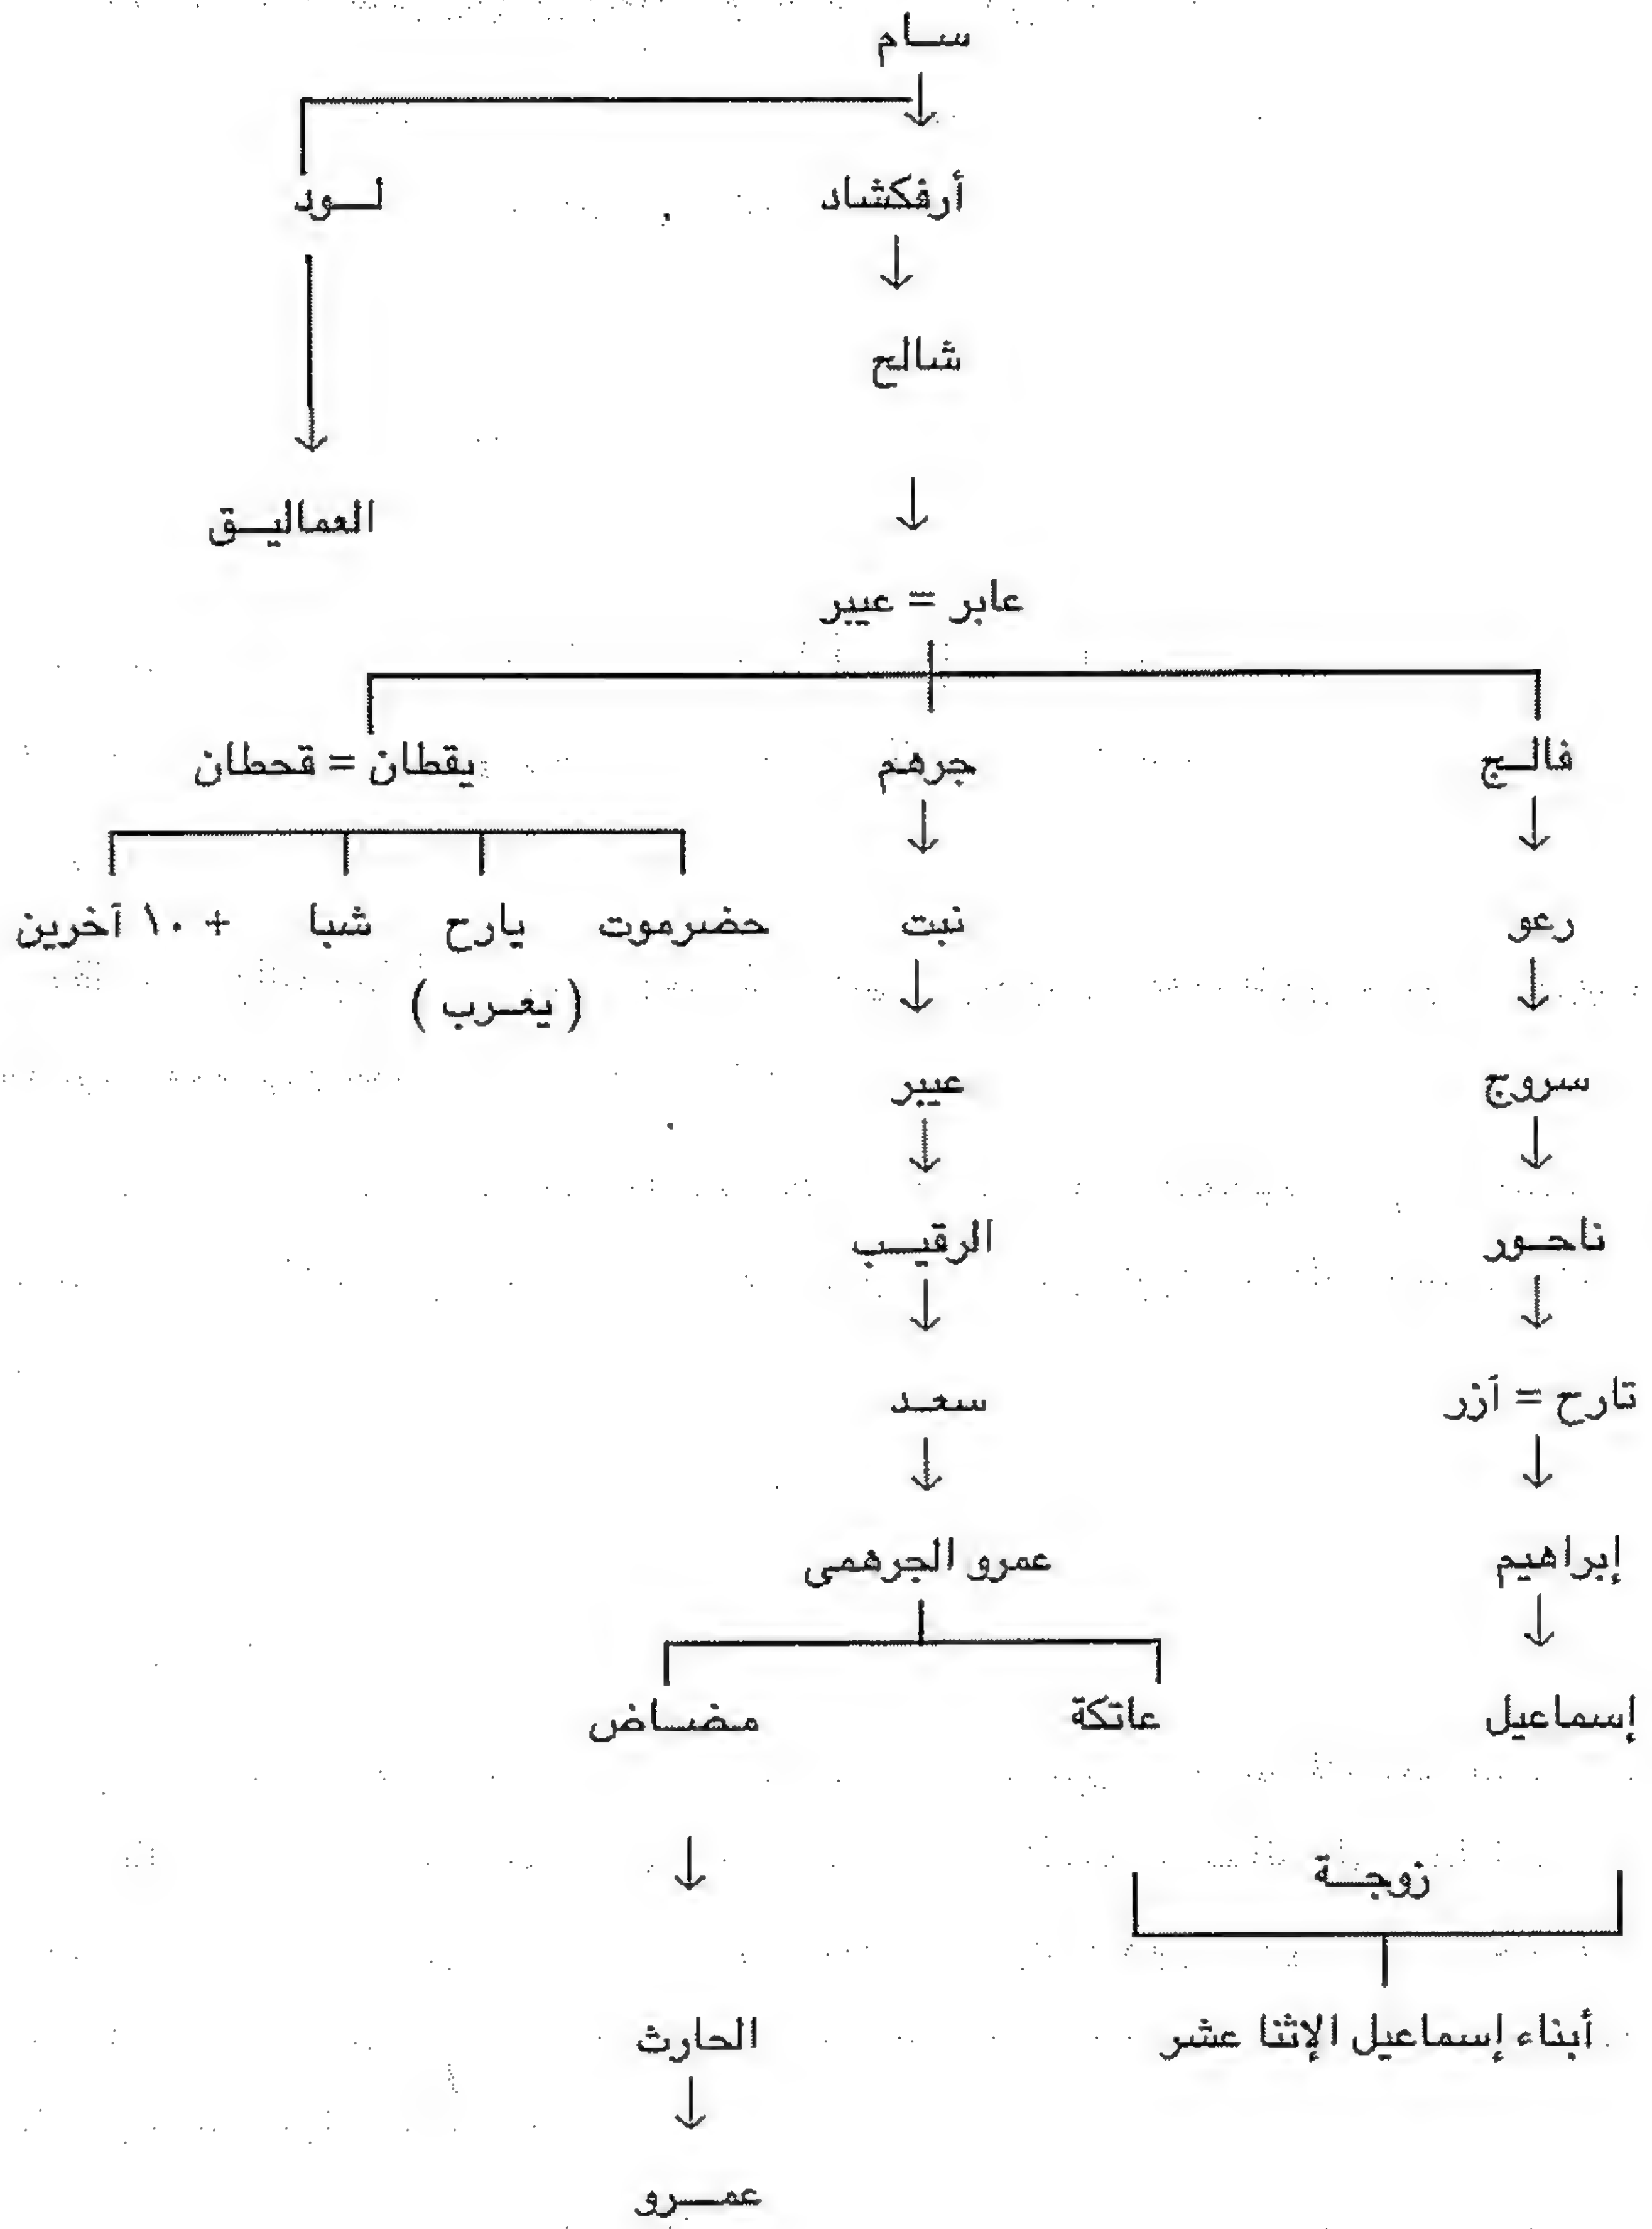 سام
أرفكشاد لود
شالح
العماليق
عابر = عيبر
فالج جرهم يقطان = قحطان
رعو نبت حضرموت يارح شبا + ١٠ آخرين
( يعرب )
سروج عيبر
ناحور الرقيب
تارح = آزر سعد
إبراهيم عمرو الجرهمى
إسماعيل عاتكة مضاض
زوجة
أبناء إسماعيل الإثنا عشر الحارث
عمرو